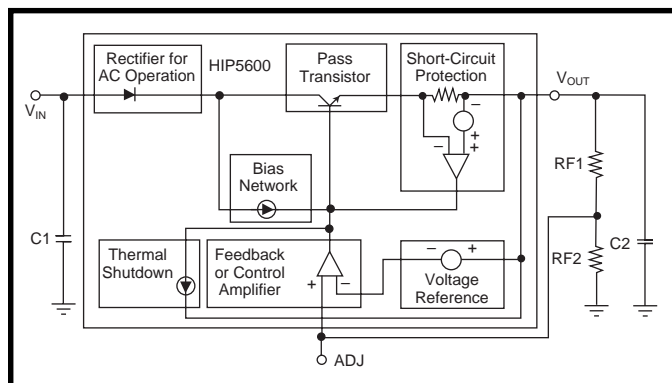 Rectifier for
AC Operation
HIP5600
Pass
Transistor
Short-Circuit
Protection
VIN
VOUT
–
+
–
+
Bias
Network
RF1
C1
Thermal
Shutdown
Feedback
or Control
Amplifier
+
–
–
+
Voltage
Reference
RF2
C2
ADJ